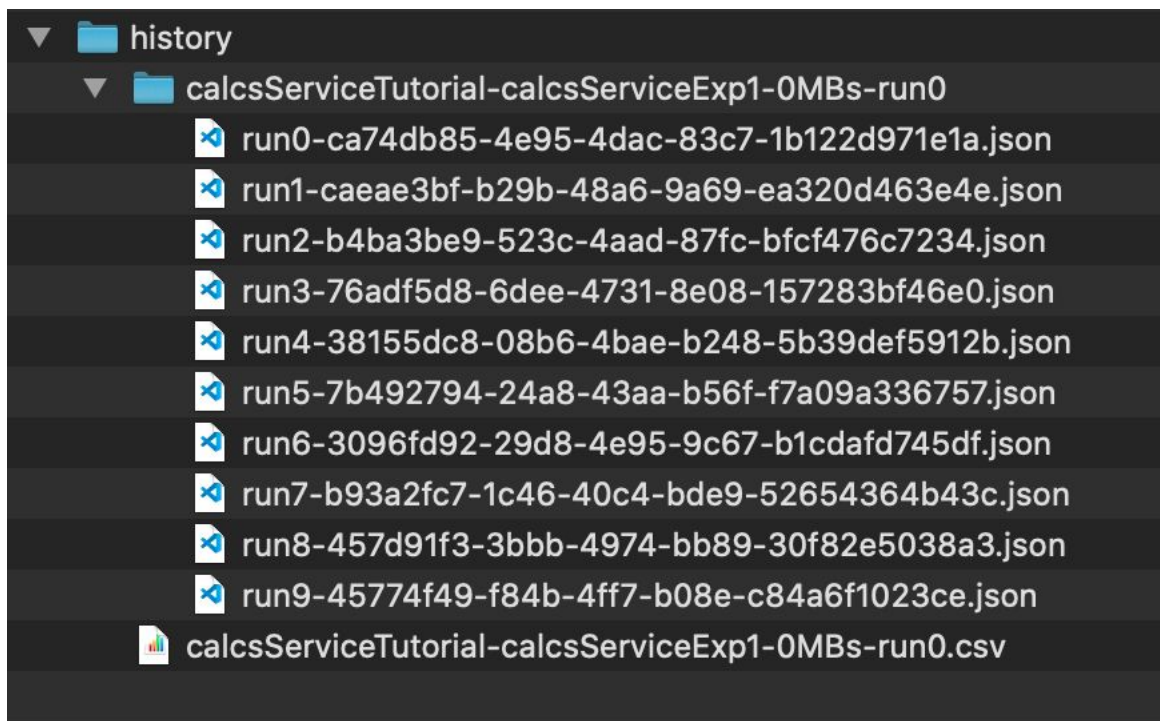 history
calcsServiceTutorial-calcsServiceExp1-0MBs-run0
run0-ca74db85-4e95-4dac-83c7-1b122d971e1a.json
run1-caeae3bf-b29b-48a6-9a69-ea320d463e4e.json
run2-b4ba3be9-523c-4aad-87fc-bfcf476c7234.json
run3-76adf5d8-6dee-4731-8e08-157283bf46e0.json
run4-38155dc8-08b6-4bae-b248-5b39def5912b.json
run5-7b492794-24a8-43aa-b56f-f7a09a336757.json
run6-3096fd92-29d8-4e95-9c67-b1cdafd745df.json
run7-b93a2fc7-1c46-40c4-bde9-52654364b43c.json
run8-457d91f3-3bbb-4974-bb89-30f82e5038a3.json
run9-45774f49-f84b-4ff7-b08e-c84a6f1023ce.json
calcsServiceTutorial-calcsServiceExp1-0MBs-run0.csv